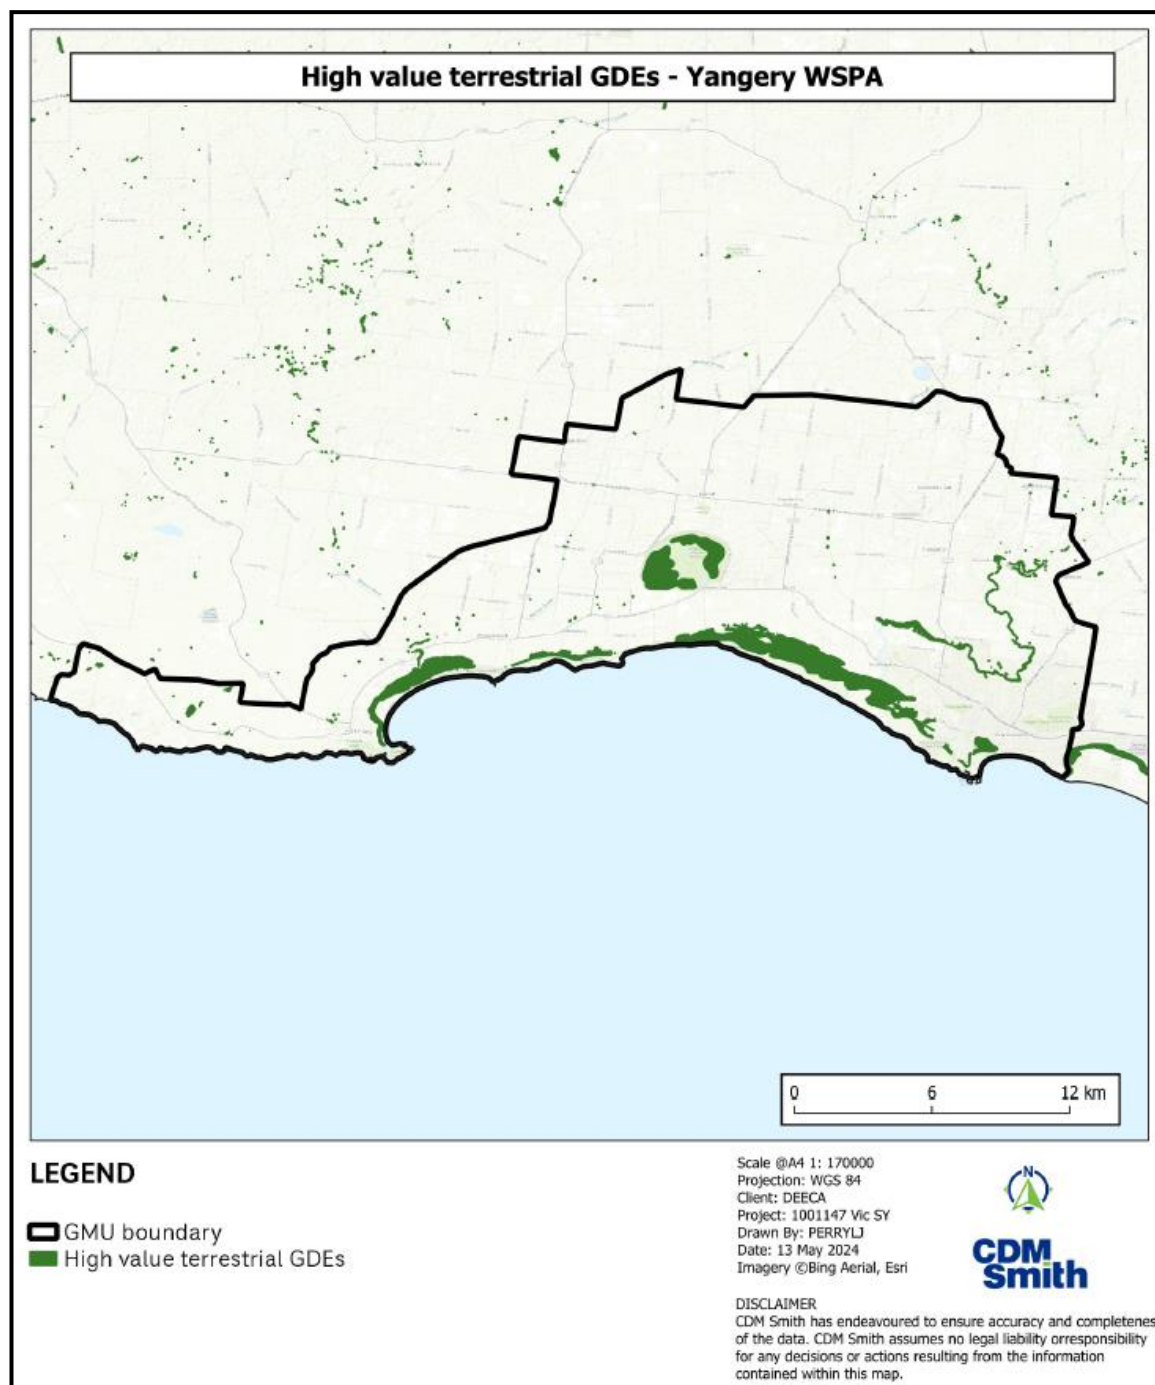 High value terrestrial GDEs - Yangery WSPA
0 6 12 km
LEGEND
GMU boundary
High value terrestrial GDEs
Scale @A4 1: 170000
Projection: WGS 84
Client: DEECA
Project: 1001147 Vic SY
Drawn By: PERRYLJ
Date: 13 May 2024
Imagery ©Bing Aerial, Esri
N
CDM
Smith
DISCLAIMER
CDM Smith has endeavoured to ensure accuracy and completenes
of the data. CDM Smith assumes no legal liability orresponsibility
for any decisions or actions resulting from the information
contained within this map.